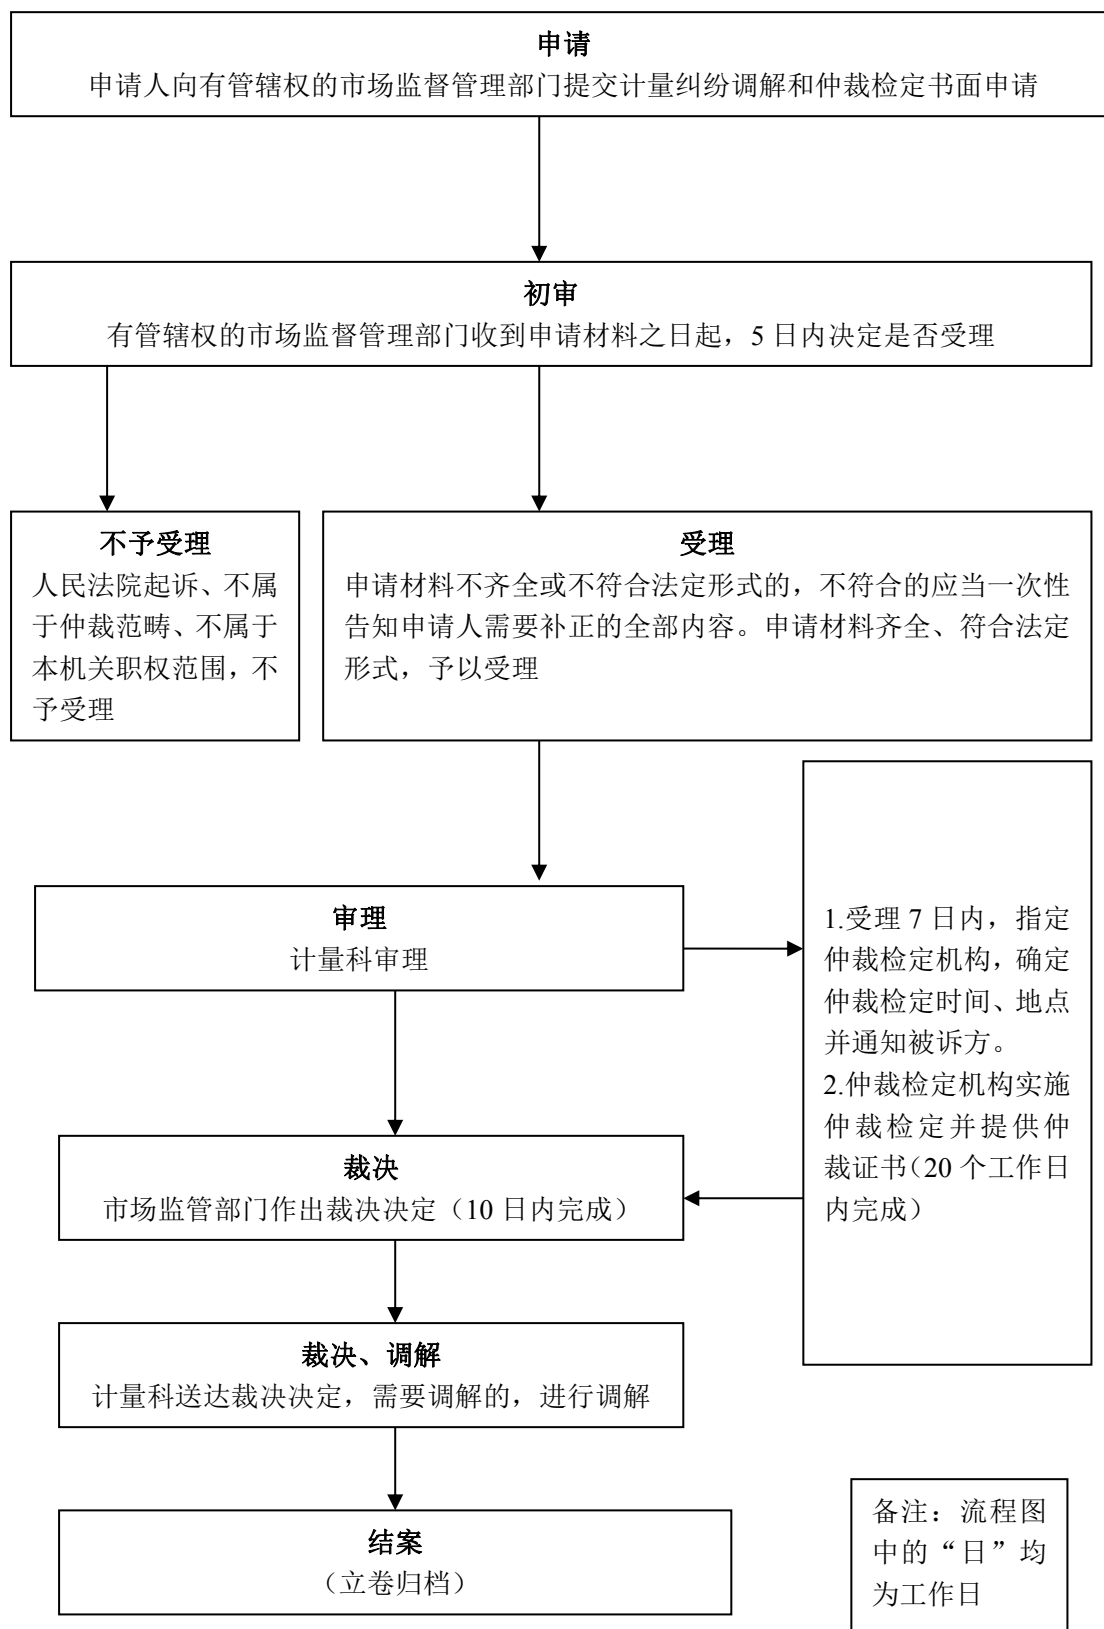 申请
申请人向有管辖权的市场监督管理部门提交计量纠纷调解和仲裁检定书面申请
初审
有管辖权的市场监督管理部门收到申请材料之日起，5 日内决定是否受理
不予受理
人民法院起诉、不属
于仲裁范畴、不属于
本机关职权范围，不
予受理
受理
申请材料不齐全或不符合法定形式的，不符合的应当一次性
告知申请人需要补正的全部内容。申请材料齐全、符合法定
形式，予以受理
审理
计量科审理
1.受理 7 日内，指定
仲裁检定机构，确定
仲裁检定时间、地点
并通知被诉方。
2.仲裁检定机构实施
仲裁检定并提供仲
裁证书（20 个工作日
内完成）
裁决
市场监管部门作出裁决决定（10 日内完成）
裁决、调解
计量科送达裁决决定，需要调解的，进行调解
结案
（立卷归档）
备注：流程图
中的“日”均
为工作日